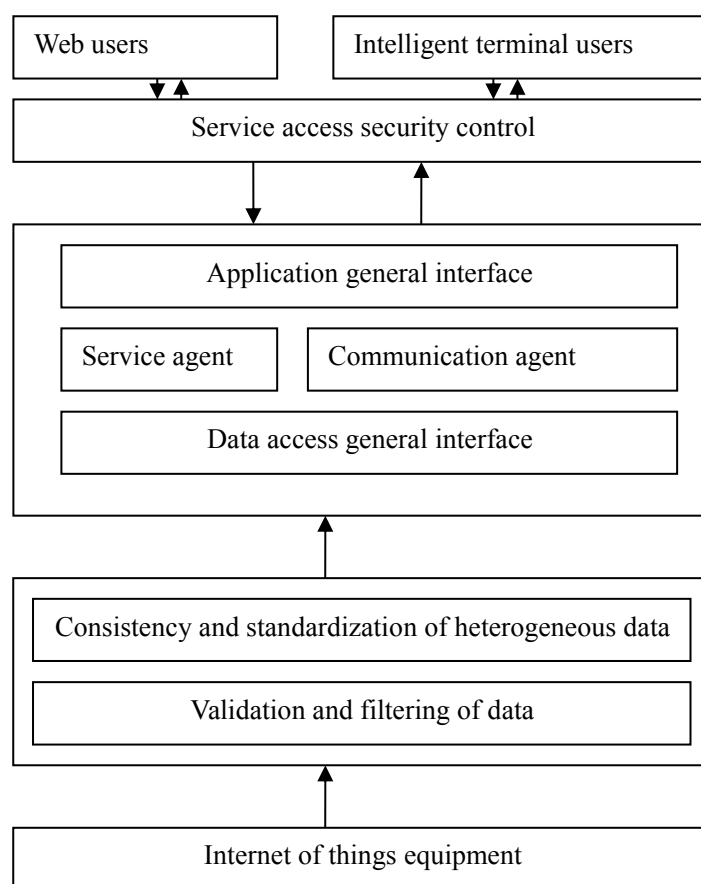 Web users
Intelligent terminal users
Service access security control
Application general interface
Service agent
Communication agent
Data access general interface
Consistency and standardization of heterogeneous data
Validation and filtering of data
Internet of things equipment